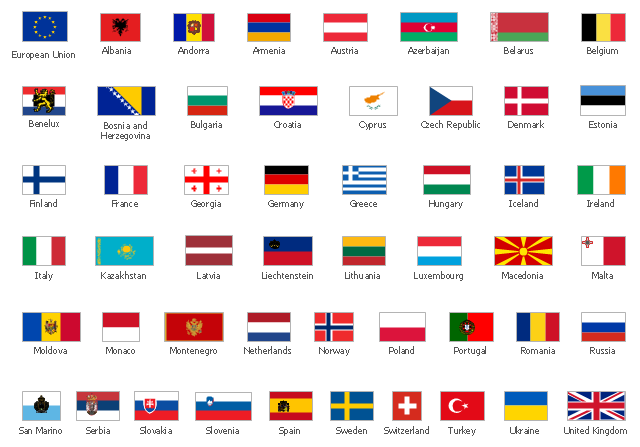 European Union
Albania
Andorra
Armenia
Austria
Azerbaijan
Belarus
Belgium
Benelux
Bosnia and
Herzegovina
Bulgaria
Croatia
Cyprus
Czech Republic
Denmark
Estonia
Finland
France
Georgia
Germany
Greece
Hungary
Iceland
Ireland
Italy
Kazakhstan
Latvia
Liechtenstein
Lithuania
Luxembourg
Macedonia
Malta
Moldova
Monaco
Montenegro
Netherlands
Norway
Poland
Portugal
Romania
Russia
San Marino
Serbia
Slovakia
Slovenia
Spain
Sweden
Switzerland
Turkey
Ukraine
United Kingdom